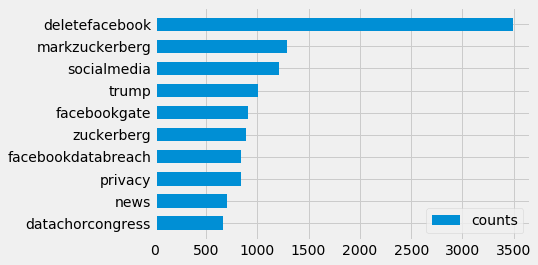 deletefacebook
markzuckerberg
socialmedia
trump
facebookgate
zuckerberg
facebookdatabreach
privacy
news
datachorcongress
counts
0 500 1000 1500 2000 2500 3000 3500